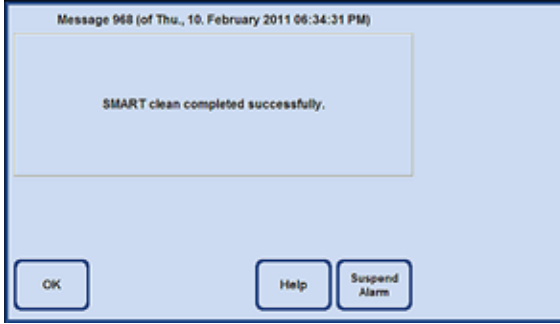 Message 968 (of Thu., 10. February 2011 06:34:31 PM)
SMART clean completed successfully.
OK
Help
Suspend
Alarm